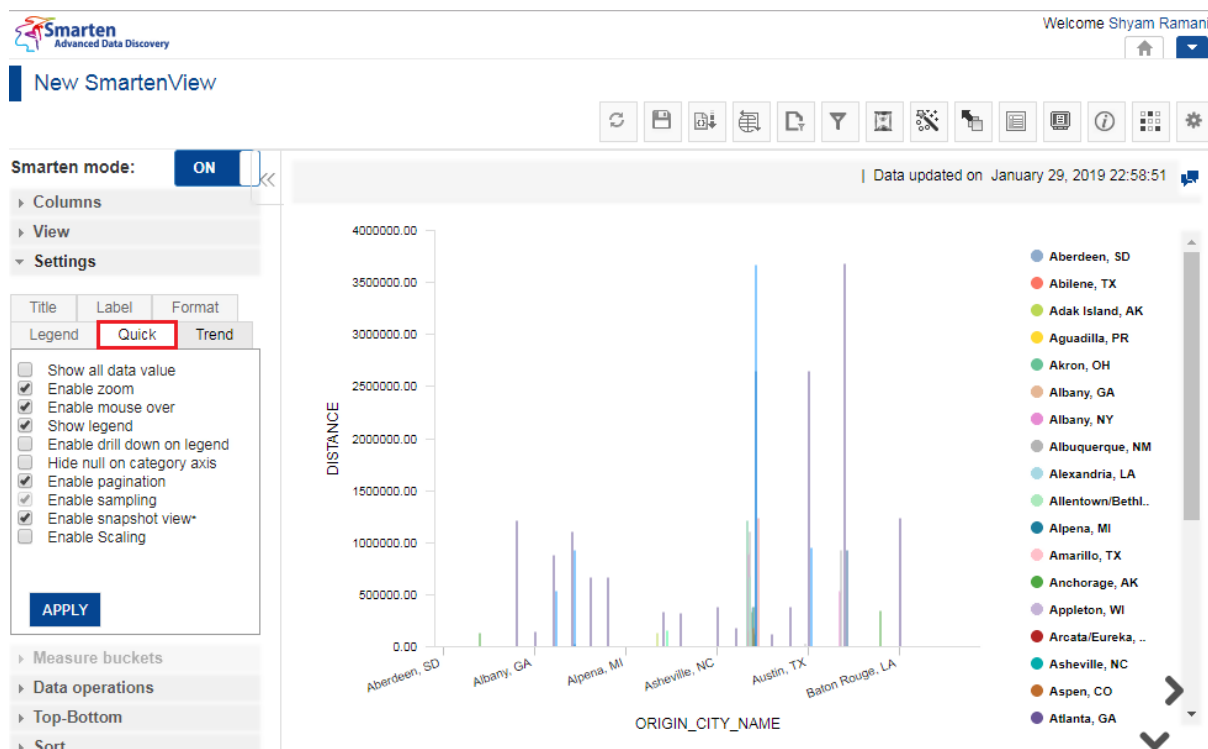 Smarten
Advanced Data Discovery
Welcome Shyam Ramani
New SmartenView
Smarten mode: ON
Columns
View
Settings
Title Label Format
Legend Quick Trend
Show all data value
Enable zoom
Enable mouse over
Show legend
Enable drill down on legend
Hide null on category axis
Enable pagination
Enable sampling
Enable snapshot view*
Enable Scaling
APPLY
Measure buckets
Data operations
Top-Bottom
Sort
| Data updated on January 29, 2019 22:58:51
4000000.00
3500000.00
3000000.00
2500000.00
2000000.00
1500000.00
1000000.00
500000.00
0.00
DISTANCE
Aberdeen, SD
Albany, GA
Alpena, MI
Asheville, NC
Austin, TX
Baton Rouge, LA
ORIGIN_CITY_NAME
Aberdeen, SD
Abilene, TX
Adak Island, AK
Aguadilla, PR
Akron, OH
Albany, GA
Albany, NY
Albuquerque, NM
Alexandria, LA
Allentown/Bethl..
Alpena, MI
Amarillo, TX
Anchorage, AK
Appleton, WI
Arcata/Eureka, ..
Asheville, NC
Aspen, CO
Atlanta, GA